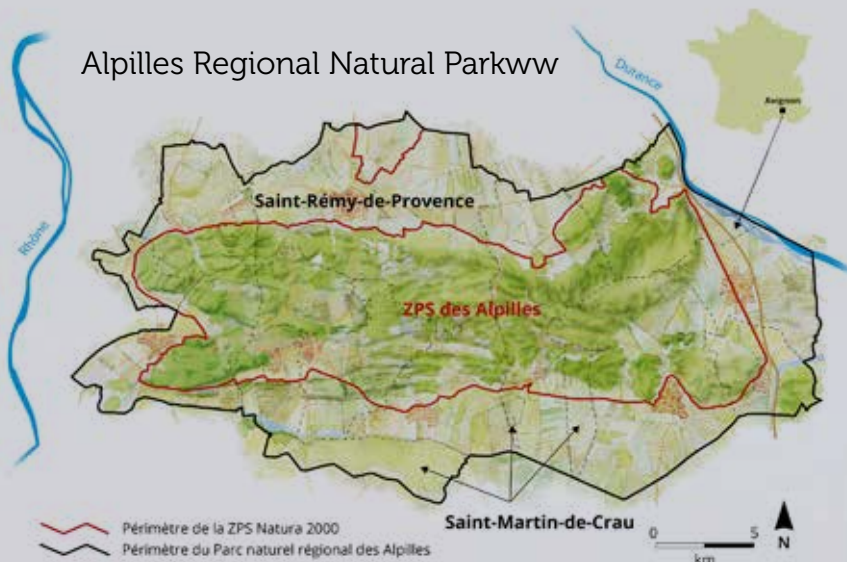 Alpilles Regional Natural Parkww
Durance
Avignon
Rhône
Saint-Rémy-de-Provence
ZPS des Alpilles
Saint-Martin-de-Crau
Périmètre de la ZPS Natura 2000
Périmètre du Parc naturel régional des Alpilles
0 5
km
N